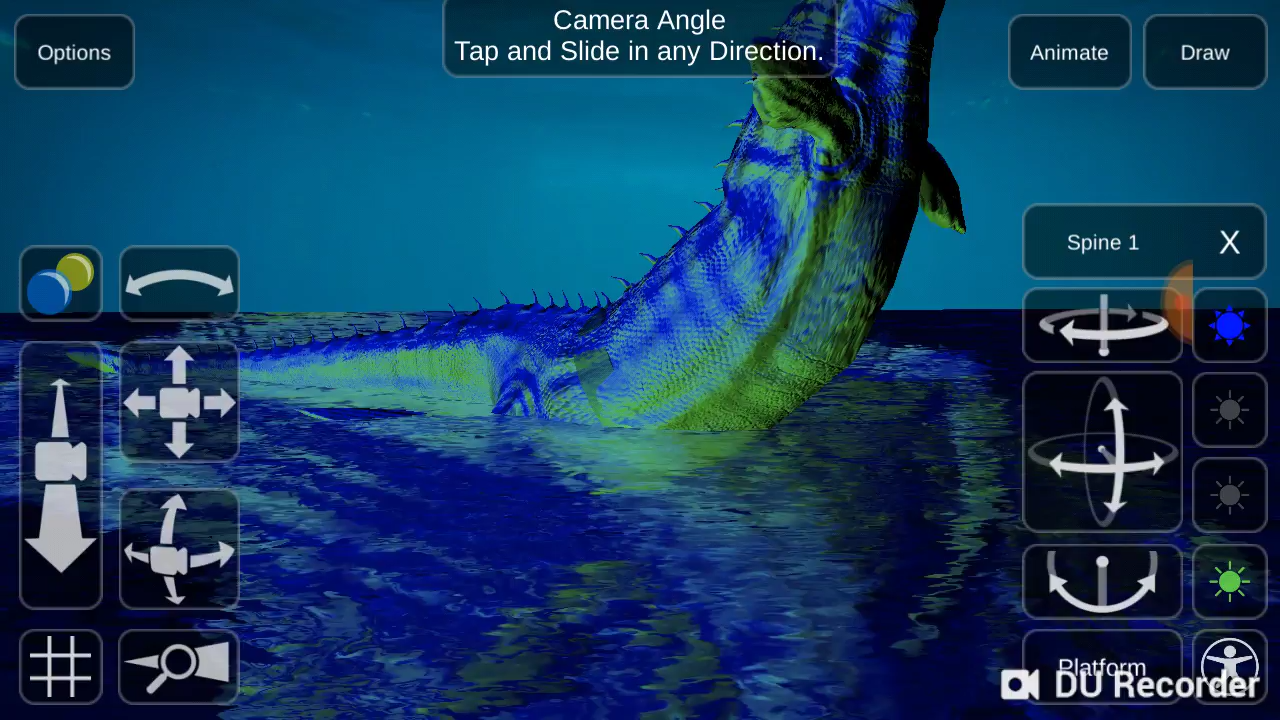 Options
Camera Angle
Tap and Slide in any Direction.
Animate
Draw
Spine 1
X
Platform
DU Recorder